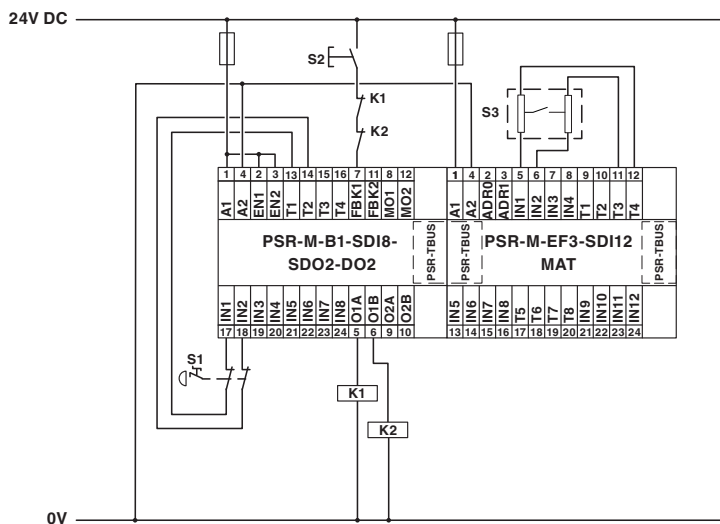 24V DC
S2
K1
K2
S3
1 4 2 3 13 14 15 16 7 11 8 12
1 4 2 3 5 6 7 8 9 10 11 12
A1 A2 EN1 EN2 T1 T2 T3 T4 FBK1 FBK2 MO1 MO2
A1 A2 ADR0 ADR1 IN1 IN2 IN3 IN4 T1 T2 T3 T4
PSR-M-B1-SDI8-
SDO2-DO2
PSR-TBUS
PSR-TBUS
PSR-M-EF3-SDI12
MAT
PSR-TBUS
IN1 IN2 IN3 IN4 IN5 IN6 IN7 IN8 O1A O1B O2A O2B
IN5 IN6 IN7 IN8 T5 T6 T7 T8 IN9 IN10 IN11 IN12
17 18 19 20 21 22 23 24 5 6 9 10
13 14 15 16 17 18 19 20 21 22 23 24
S1
K1
K2
0V